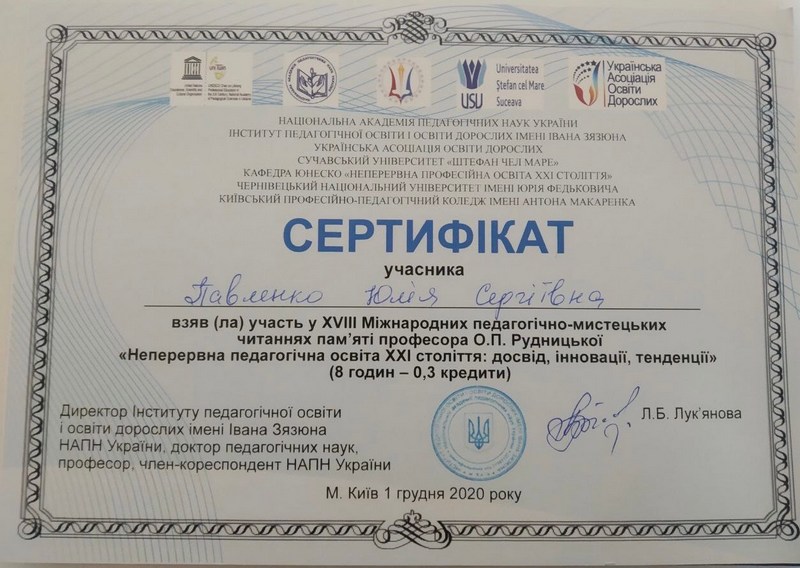 USU
Universitatea
Ştefan cel Mare
Suceava
Українська
Асоціація
Освіти
Дорослих
НАЦІОНАЛЬНА АКАДЕМІЯ ПЕДАГОГІЧНИХ НАУК УКРАЇНИ
ІНСТИТУТ ПЕДАГОГІЧНОЇ ОСВІТИ І ОСВІТИ ДОРОСЛИХ ІМЕНІ ІВАНА ЗЯЗЮНА
УКРАЇНСЬКА АСОЦІАЦІЯ ОСВІТИ ДОРОСЛИХ
СУЧАВСЬКИЙ УНІВЕРСИТЕТ «ШТЕФАН ЧЕЛ МАРЕ»
КАФЕДРА ЮНЕСКО «НЕПЕРЕРВНА ПРОФЕСІЙНА ОСВІТА ХХІ СТОЛІТТЯ»
ЧЕРНІВЕЦЬКИЙ НАЦІОНАЛЬНИЙ УНІВЕРСИТЕТ ІМЕНІ ЮРІЯ ФЕДЬКОВИЧА
КИЇВСЬКИЙ ПРОФЕСІЙНО-ПЕДАГОГІЧНИЙ КОЛЕДЖ ІМЕНІ АНТОНА МАКАРЕНКА
СЕРТИФІКАТ
учасника
Павленко Юлія Сергіївна
взяв (ла) участь у XVIII Міжнародних педагогічно-мистецьких
читаннях пам’яті професора О.П. Рудницької
«Неперервна педагогічна освіта ХХІ століття: досвід, інновації, тенденції»
(8 годин – 0,3 кредити)
Директор Інституту педагогічної освіти
і освіти дорослих імені Івана Зязюна
НАПН України, доктор педагогічних наук,
професор, член-кореспондент НАПН України
Л.Б. Лук’янова
М. Київ 1 грудня 2020 року